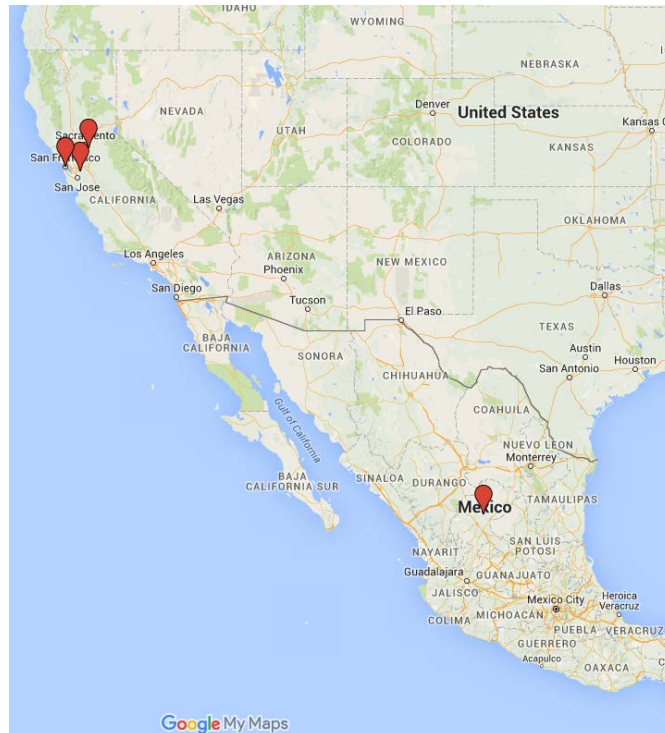 IDAHO
WYOMING
NEBRASKA
NEVADA
Denver
United States
Sacramento
UTAH
COLORADO
KANSAS
San Francisco
San Jose
CALIFORNIA
Las Vegas
OKLAHOMA
Los Angeles
ARIZONA
Phoenix
NEW MEXICO
San Diego
Tucson
El Paso
Dallas
TEXAS
BAJA
CALIFORNIA
SONORA
CHIHUAHUA
Austin
San Antonio
Houston
COAHUILA
Gulf of California
NUEVO LEON
Monterrey
BAJA
CALIFORNIA SUR
SINALOA
DURANGO
Mexico
TAMAULIPAS
NAYARIT
SAN LUIS
POTOSI
Guadalajara
GUANAJUATO
JALISCO
COLIMA
MICHOACAN
Mexico City
Heroica
Veracruz
PUEBLA
VERACRUZ
GUERRERO
Acapulco
OAXACA
Google My Maps